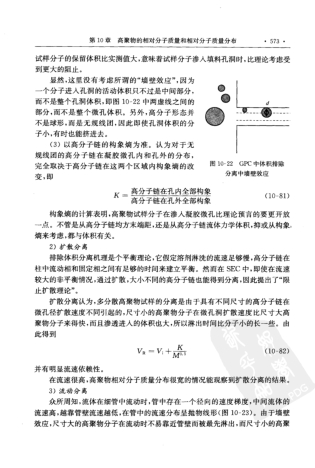 第 10 章 高聚物的相对分子质量和相对分子质量分布 · 573 ·
试样分子的保留体积比实测值大,意味着试样分子渗入填料孔洞时,比理论考虑受
到更大的阻止。
显然,这里没有考虑所谓的“墙壁效应”,因为
一个分子进入孔洞的活动体积只不过是中间部分,
而不是整个孔洞体积,即图 10-22 中两虚线之间的
部分,而不是整个微孔体积。另外,高分子形态并
不是球形,而是无规线团,因此即使孔洞体积小的
分子小,有时也能挤进去。
(3) 以高分子链的构象熵为准。认为对于无
规线团的高分子链在凝胶微孔内和孔外的分布,
完全取决于高分子链在这两个区域内构象熵的改
变,即
图 10-22 GPC 中体积排除
分离中墙壁效应
d
K = 高分子链在孔内全部构象 / 高分子链在孔外全部构象 (10-81)
构象熵的计算表明,高聚物试样分子在渗入凝胶微孔比理论预言的要更开放
一点。不管是从高分子链均方末端距,还是从高分子链流体力学体积,抑或从构象
熵来考虑,都与体积有关。
2) 扩散分离
排除体积分离机理是个平衡理论,它假定溶剂淋洗的流速足够慢,高分子链在
柱中流动相和固定相之间有足够的时间来建立平衡。然而在 SEC 中,即使在流速
较大的非平衡情况,通过扩散,大小不同的高分子链也能得到分离,因此提出了“限
止扩散理论”。
扩散分离认为,多分散高聚物试样的分离是由于具有不同尺寸的高分子链在
微孔径扩散速度不同引起的,尺寸小的高聚物分子在微孔洞扩散速度比尺寸大高
聚物分子来得快,而且渗透进入的体积也大,所以淋出时间比分子小的长一些。由
此得到
V_R = V_i + K / M^{1/3} (10-82)
并有明显流速依赖性。
在流速很高,高聚物相对分子质量分布很宽的情况能观察到扩散分离的结果。
3) 流动分离
众所周知,流体在细管中流动时,管中存在一个径向的速度梯度,中间流体的
流速高,越靠管壁流速越低,在管中的流速分布呈抛物线形 (图 10-23)。由于墙壁
效应,尺寸大的高聚物分子在流动时不易靠近管壁而被最先淋出,而尺寸小的高聚